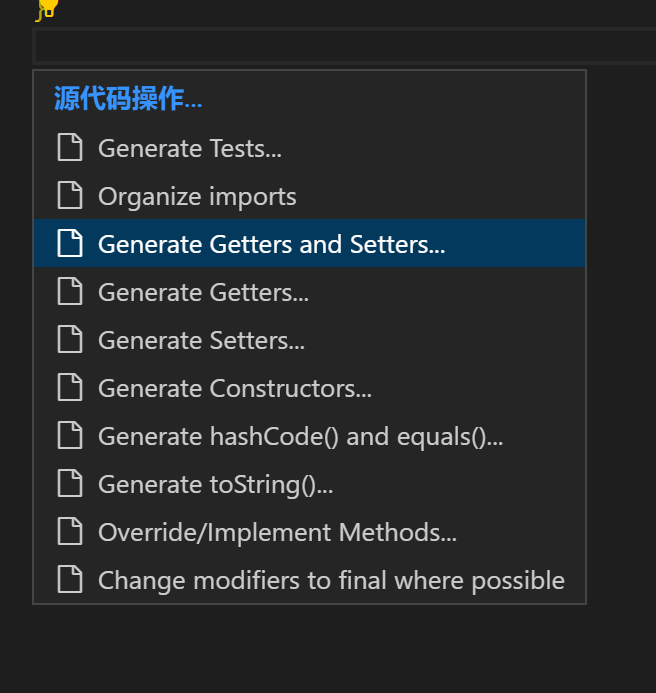 }
源代码操作...
Generate Tests...
Organize imports
Generate Getters and Setters...
Generate Getters...
Generate Setters...
Generate Constructors...
Generate hashCode() and equals()...
Generate toString()...
Override/Implement Methods...
Change modifiers to final where possible